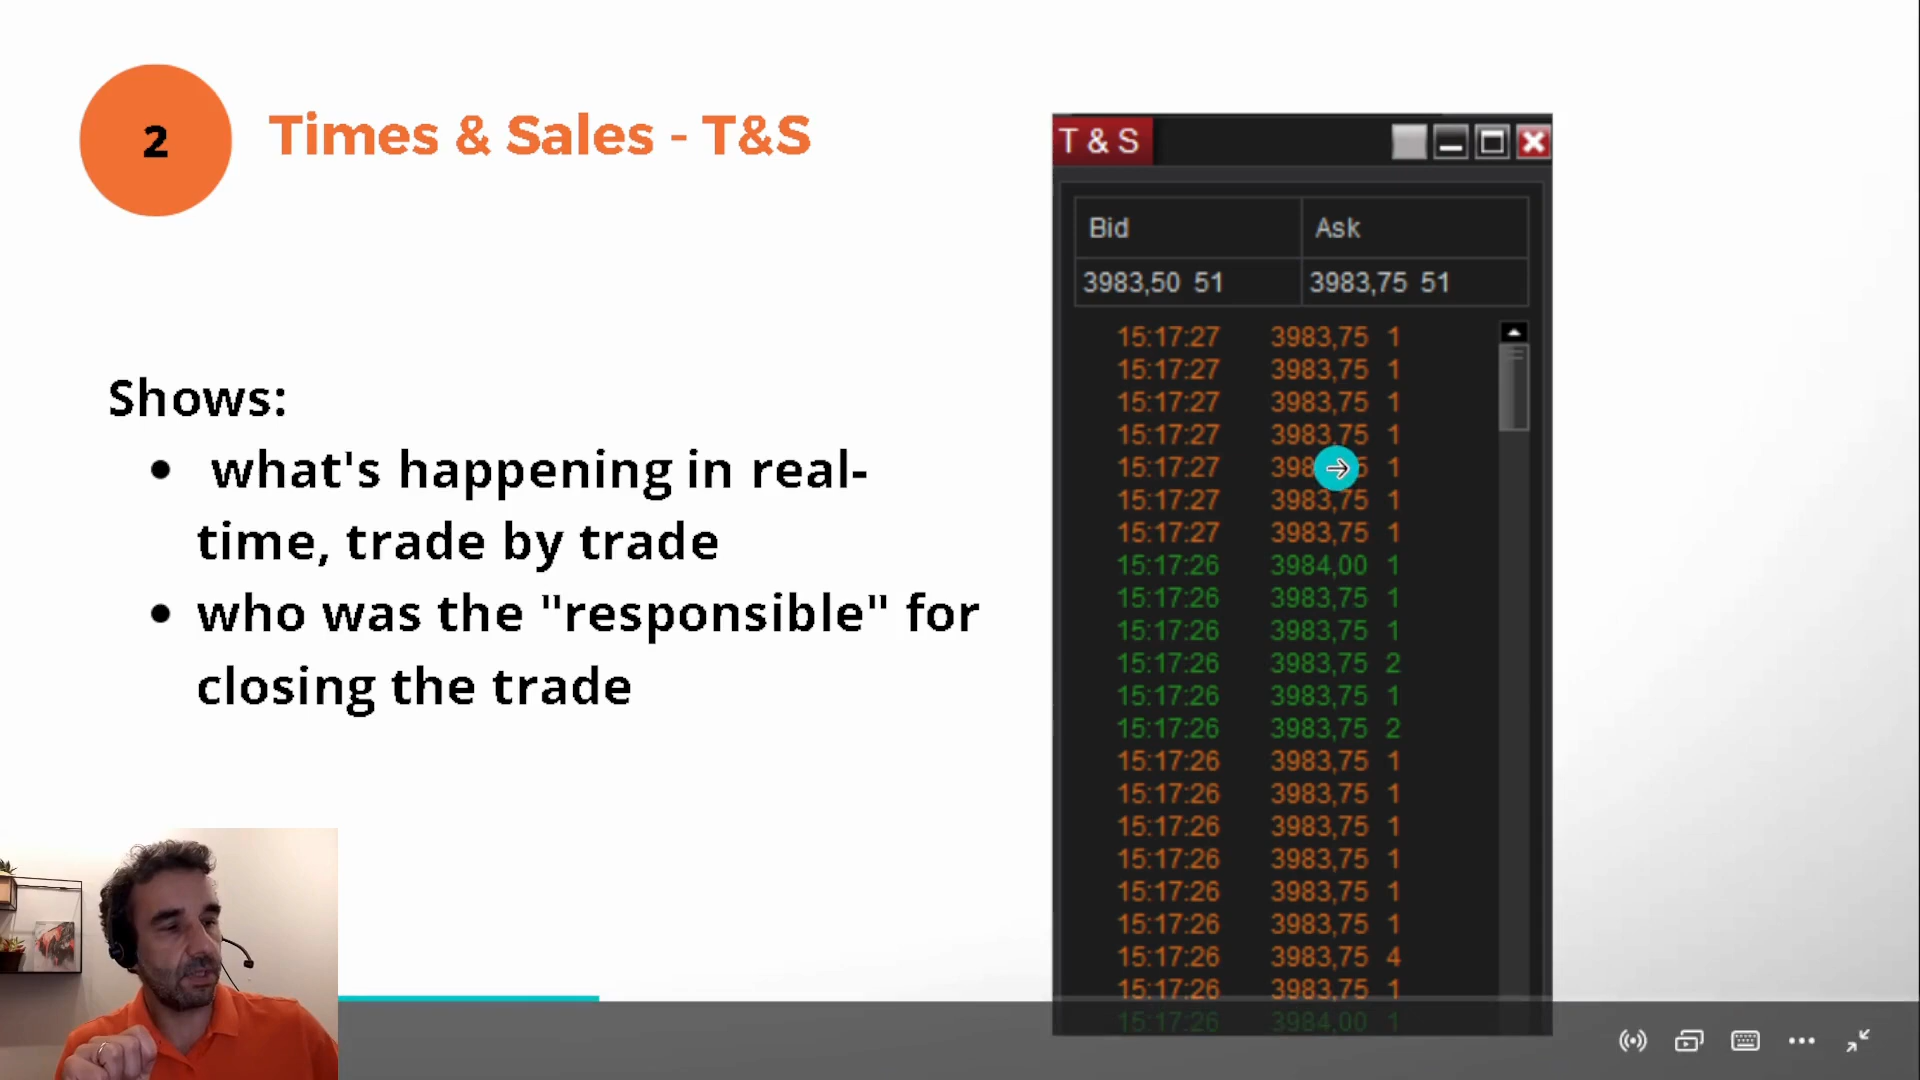 2
Times & Sales - T&S
Shows:
what's happening in real-
time, trade by trade
who was the "responsible" for
closing the trade
T & S
Bid Ask
3983,50 51 3983,75 51
15:17:27 3983,75 1
15:17:27 3983,75 1
15:17:27 3983,75 1
15:17:27 3983,75 1
15:17:27 1
15:17:27 3983,75 1
15:17:27 3983,75 1
15:17:26 3984,00 1
15:17:26 3983,75 1
15:17:26 3983,75 1
15:17:26 3983,75 2
15:17:26 3983,75 1
15:17:26 3983,75 2
15:17:26 3983,75 1
15:17:26 3983,75 1
15:17:26 3983,75 1
15:17:26 3983,75 1
15:17:26 3983,75 1
15:17:26 3983,75 1
15:17:26 3983,75 4
15:17:26 3983,75 1
15:17:26 3984,00 1